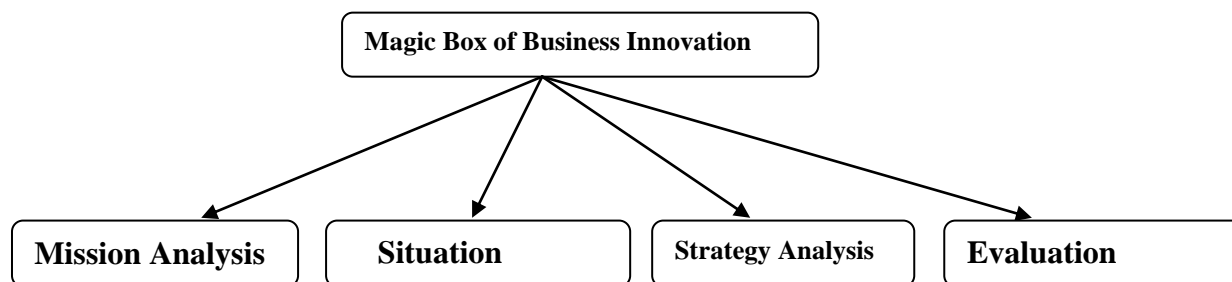 Magic Box of Business Innovation
Mission Analysis
Situation
Strategy Analysis
Evaluation